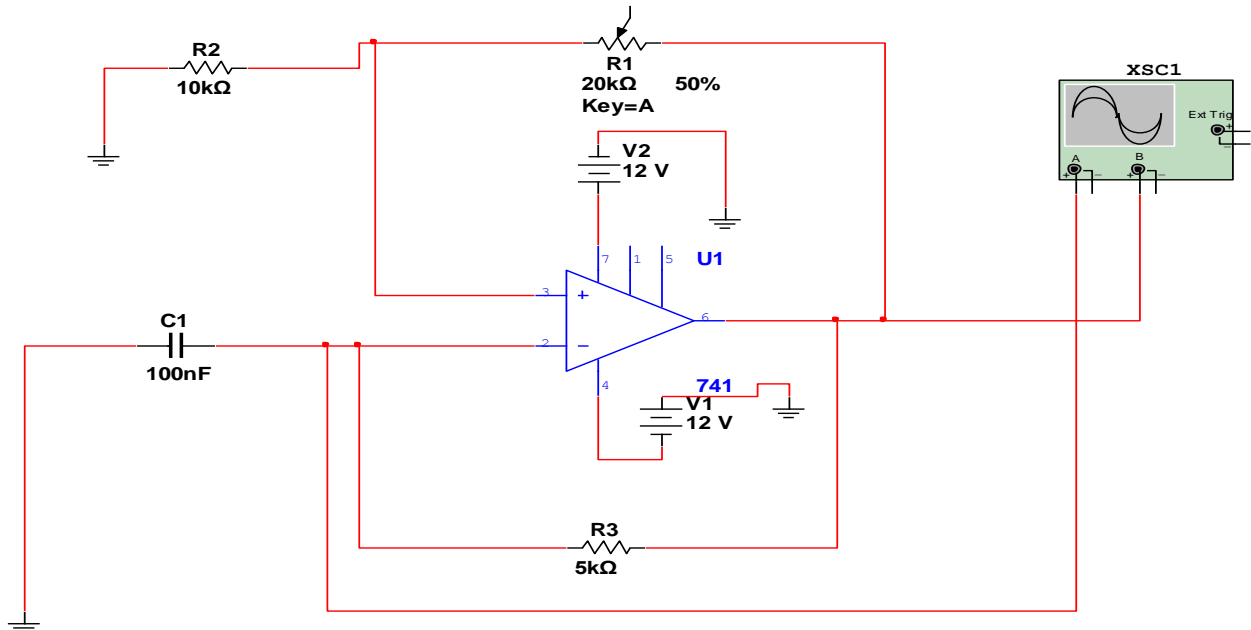 R2
10kΩ
R1
20kΩ 50%
Key=A
XSC1
Ext Trig
+
−
A
B
+ − + −
V2
12 V
7 1 5 U1
3 +
6
C1
100nF
2 −
4
741
V1
12 V
R3
5kΩ